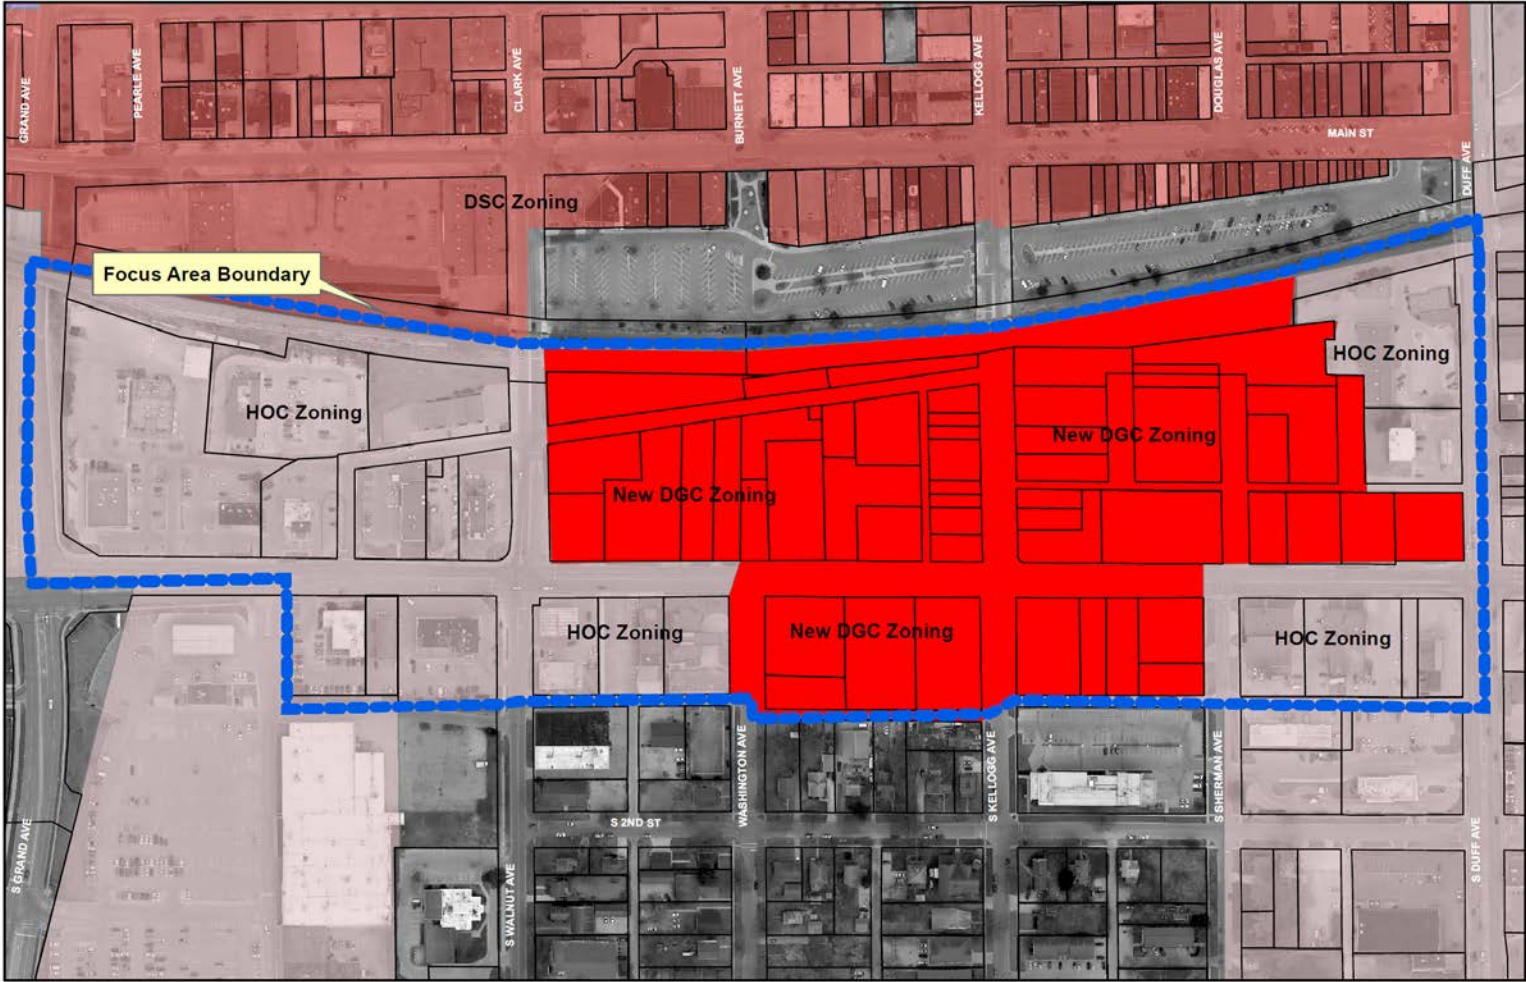 GRAND AVE
PEARLE AVE
CLARK AVE
BURNETT AVE
KELLOGG AVE
DOUGLAS AVE
MAIN ST
DUFF AVE
DSC Zoning
Focus Area Boundary
HOC Zoning
HOC Zoning
New DGC Zoning
New DGC Zoning
HOC Zoning
New DGC Zoning
HOC Zoning
S GRAND AVE
S WALNUT AVE
S 2ND ST
WASHINGTON AVE
S KELLOGG AVE
S SHERMAN AVE
S DUFF AVE